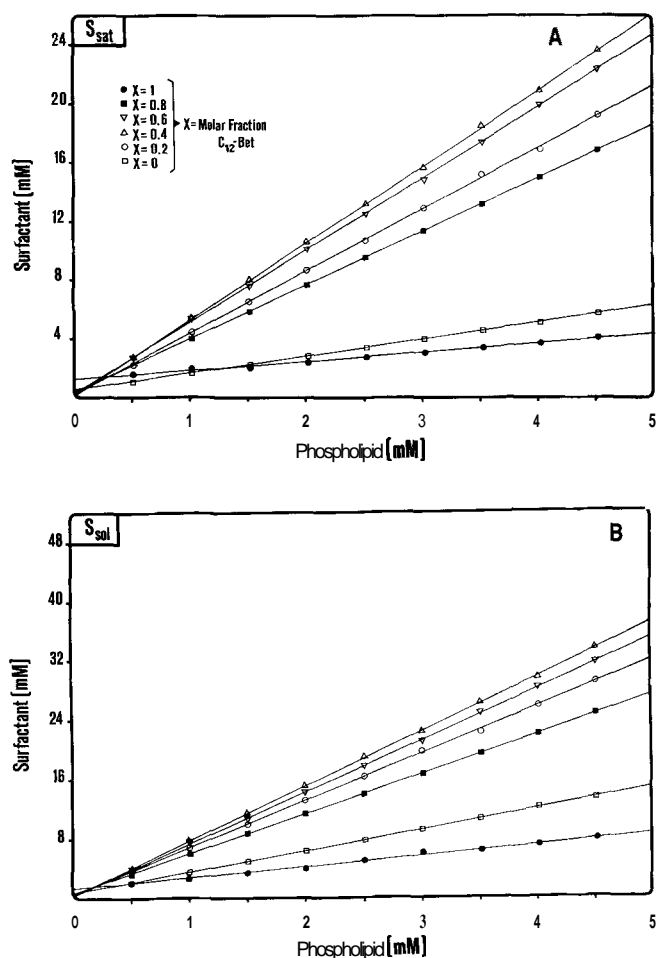 S_sat
A
24
20
16
12
8
4
Surfactant [mM]
X = 1
X = 0.8
X = 0.6
X = 0.4
X = 0.2
X = 0
X = Molar Fraction
C12-Bet
0 1 2 3 4 5
Phospholipid [mM]
S_sol
B
48
40
32
24
16
8
Surfactant [mM]
0 1 2 3 4 5
Phospholipid [mM]